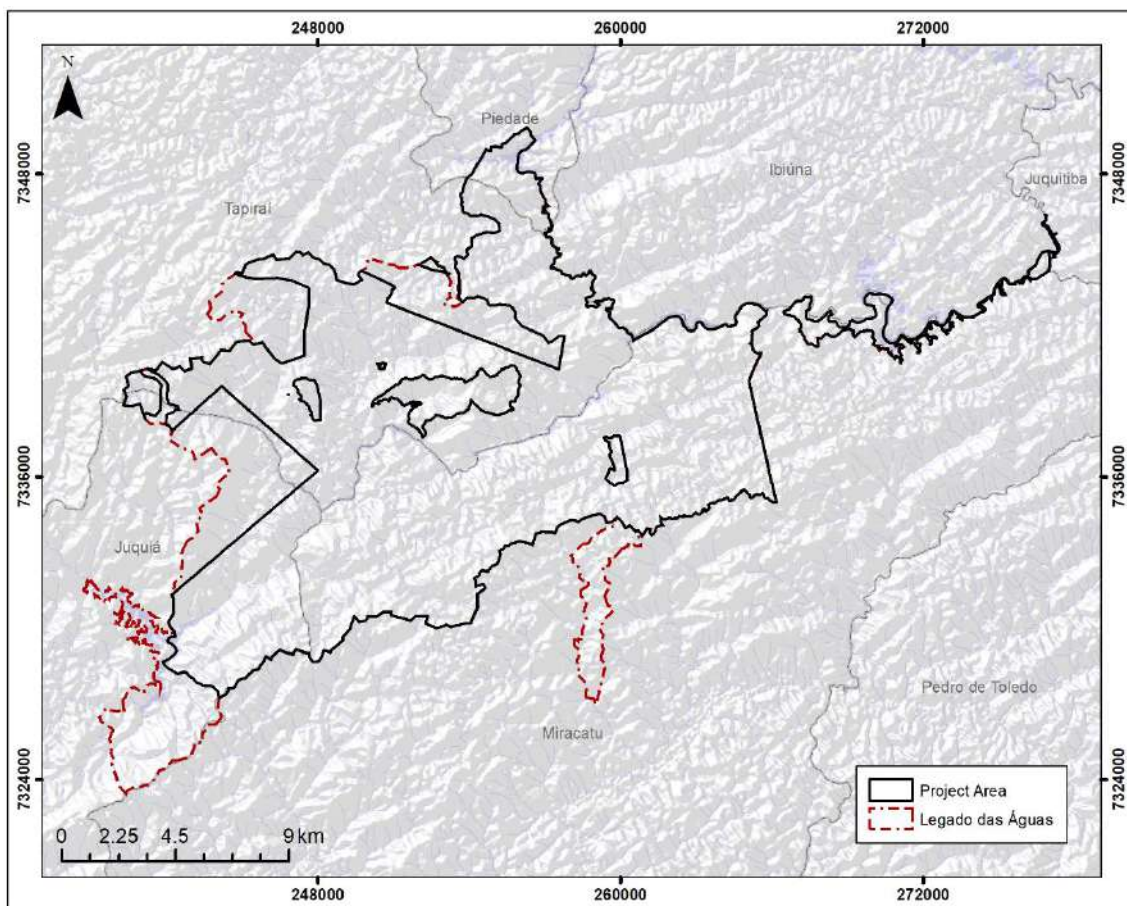 248000 260000 272000
N
Piedade
Ibiúna
7348000 7348000
Juquitiba
Tapiraí
7336000 7336000
Juquiá
Pedro de Toledo
Miracatu
7324000 7324000
Project Area
Legado das Águas
0 2.25 4.5 9 km
248000 260000 272000